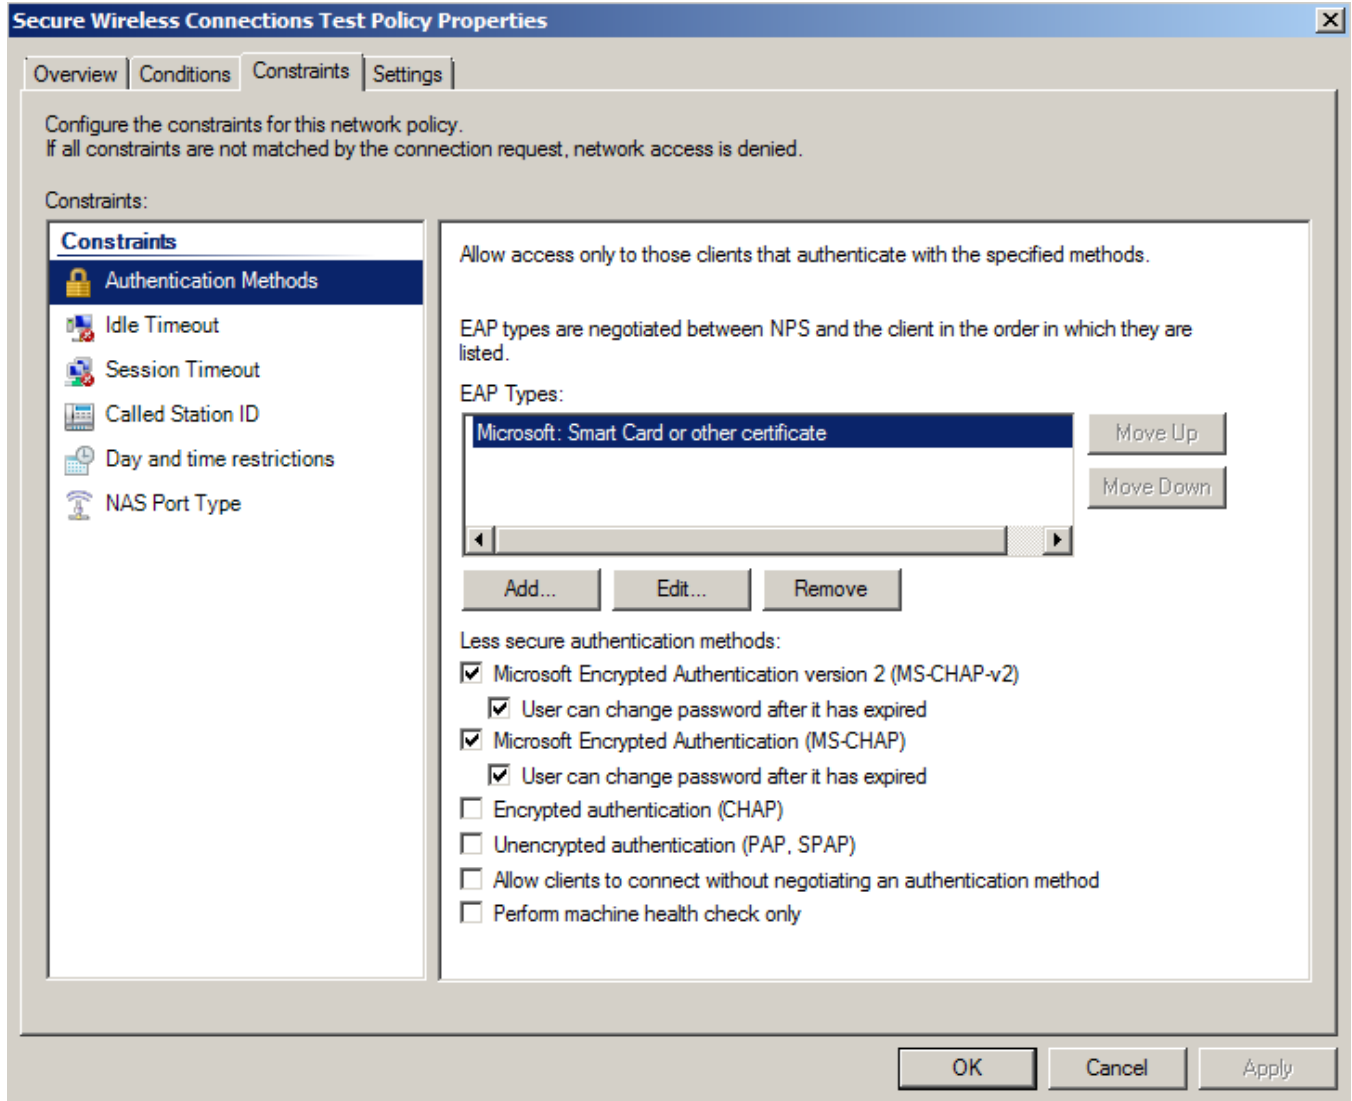 Secure Wireless Connections Test Policy Properties
Overview
Conditions
Constraints
Settings
Configure the constraints for this network policy.
If all constraints are not matched by the connection request, network access is denied.
Constraints:
Constraints
Authentication Methods
Idle Timeout
Session Timeout
Called Station ID
Day and time restrictions
NAS Port Type
Allow access only to those clients that authenticate with the specified methods.
EAP types are negotiated between NPS and the client in the order in which they are
listed.
EAP Types:
Microsoft: Smart Card or other certificate
Move Up
Move Down
Add...
Edit...
Remove
Less secure authentication methods:
Microsoft Encrypted Authentication version 2 (MS-CHAP-v2)
User can change password after it has expired
Microsoft Encrypted Authentication (MS-CHAP)
User can change password after it has expired
Encrypted authentication (CHAP)
Unencrypted authentication (PAP, SPAP)
Allow clients to connect without negotiating an authentication method
Perform machine health check only
OK
Cancel
Apply